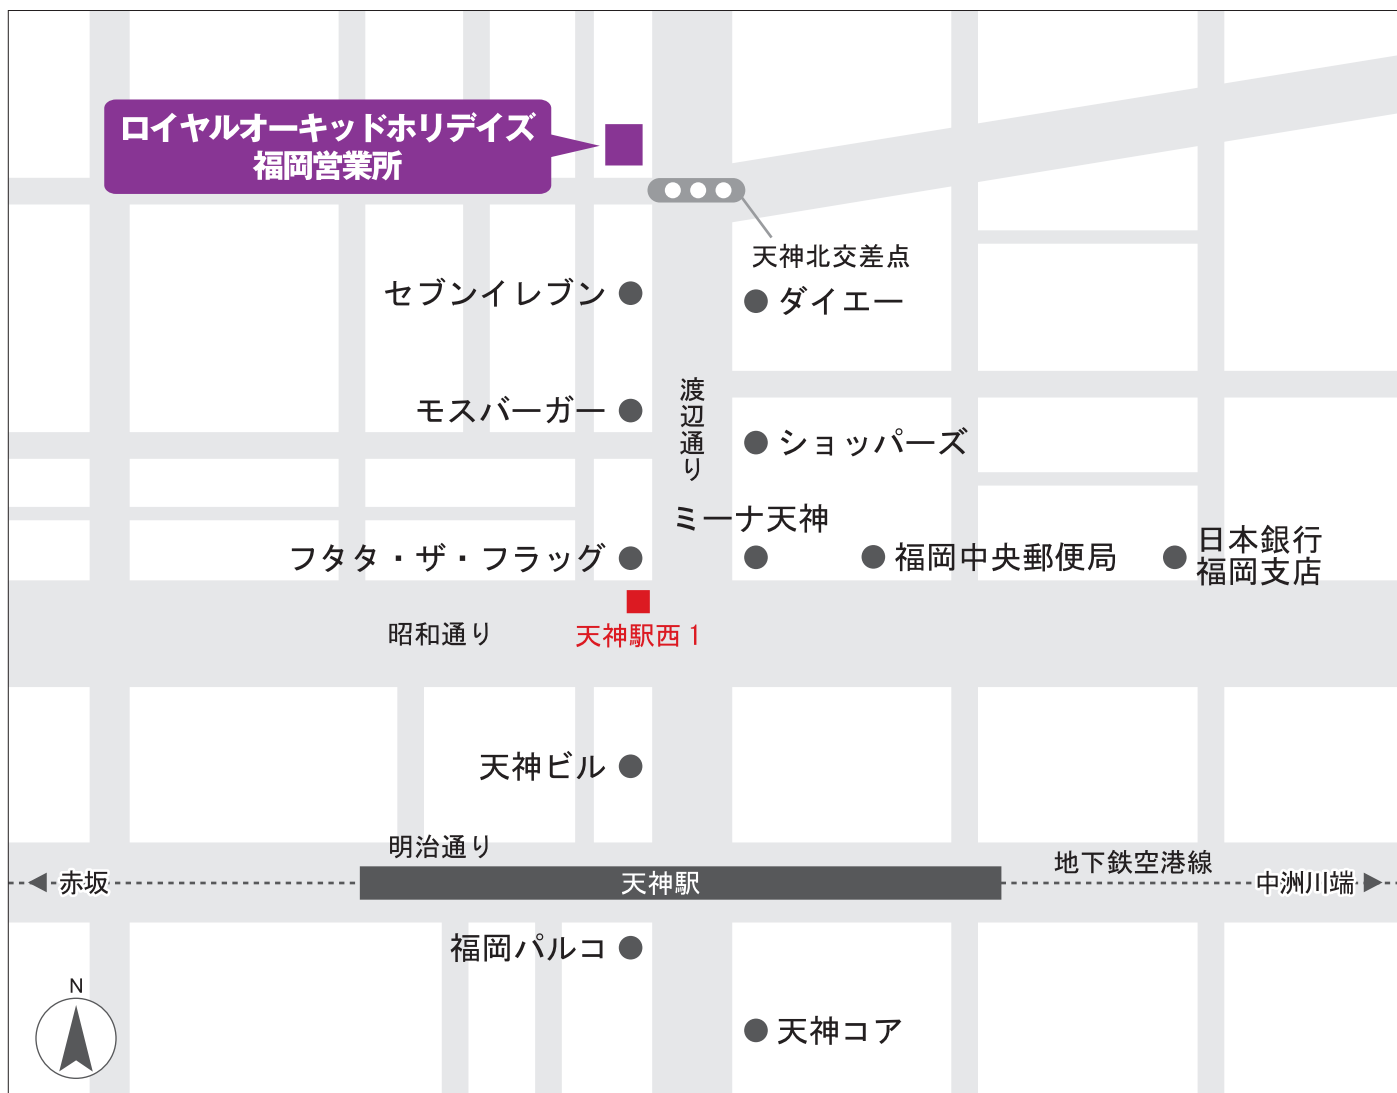 ロイヤルオーキッドホリデイズ
福岡営業所
天神北交差点
セブンイレブン
ダイエー
モスバーガー
渡辺通り
ショッパーズ
ミーナ天神
フタタ・ザ・フラッグ
福岡中央郵便局
日本銀行
福岡支店
昭和通り
天神駅西1
天神ビル
明治通り
地下鉄空港線
赤坂
天神駅
中洲川端
福岡パルコ
N
天神コア